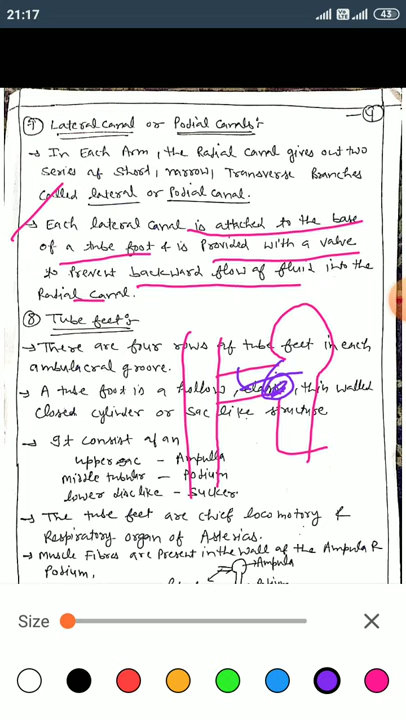 21:17
43
4
⑦ Lateral canal or Podial canals:-
→ In Each Arm, the Radial canal gives out two
series of short, narrow, Transverse Branches
called lateral or Podial canal.
→ Each lateral canal is attached to the base
of a tube foot & is Provided with a valve
to Prevent backward flow of fluid into the
Radial canal.
⑧ Tube feet:-
→ There are four rows of tube feet in each
ambulacral groove.
→ A tube foot is a hollow, thin walled
closed cylinder or sac like structure
→ It consist of an
upper sac - Ampulla
middle tubular - Podium
lower disc like - Sucker
→ The tube feet are chief locomotory &
Respiratory organ of Asterias.
→ Muscle Fibres are Present in the wall of the Ampula &
Podium,
→ Ampula
Size